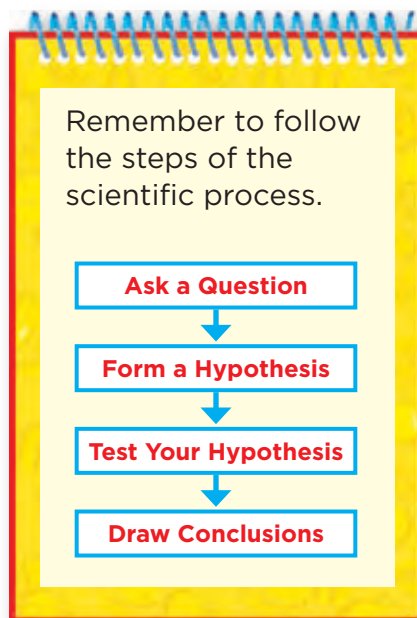 Remember to follow
the steps of the
scientific process.
Ask a Question
Form a Hypothesis
Test Your Hypothesis
Draw Conclusions